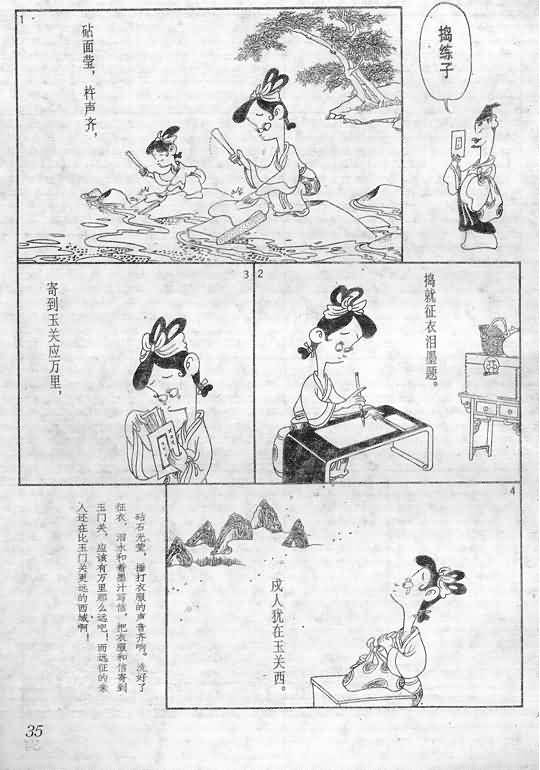 捣练子
1
砧面莹，杵声齐，
2
捣就征衣泪墨题。
3
寄到玉关应万里，
4
戍人犹在玉关西。
砧石光莹，捶打衣服的声音齐响。洗好了
征衣，泪水和着墨汁写信，把衣服和信寄到
玉门关，应该有万里那么远吧！而远征的亲
人还在比玉门关更远的西域啊！
35